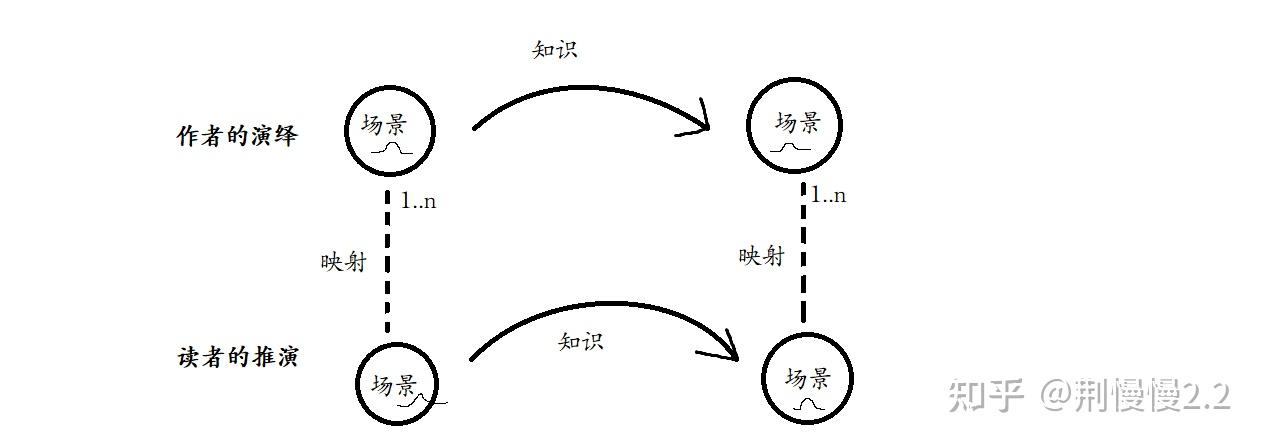 知识
场景
场景
作者的演绎
1..n
1..n
映射
映射
知识
读者的推演
场景
场景
知乎 @荆慢慢2.2